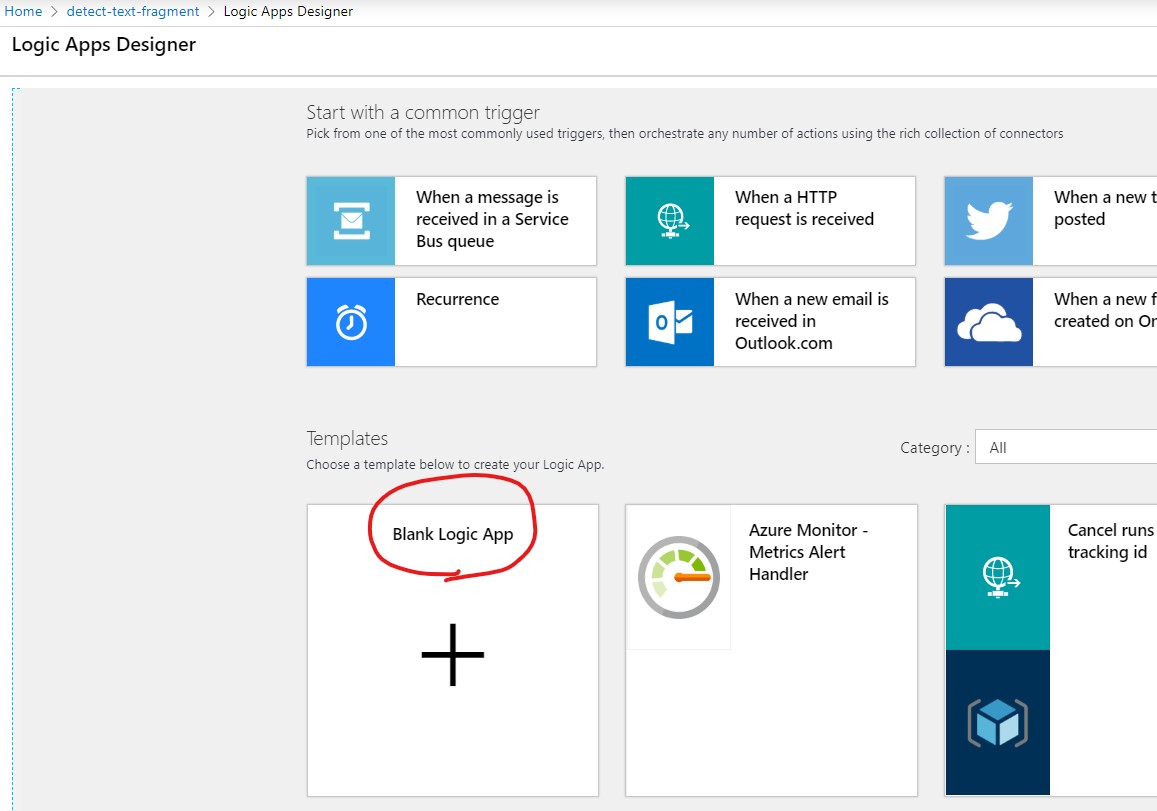 Home > detect-text-fragment > Logic Apps Designer
Logic Apps Designer
Start with a common trigger
Pick from one of the most commonly used triggers, then orchestrate any number of actions using the rich collection of connectors
When a message is
received in a Service
Bus queue
When a HTTP
request is received
When a new t
posted
Recurrence
When a new email is
received in
Outlook.com
When a new f
created on On
Templates
Choose a template below to create your Logic App.
Category :
All
Blank Logic App
Azure Monitor -
Metrics Alert
Handler
Cancel runs
tracking id